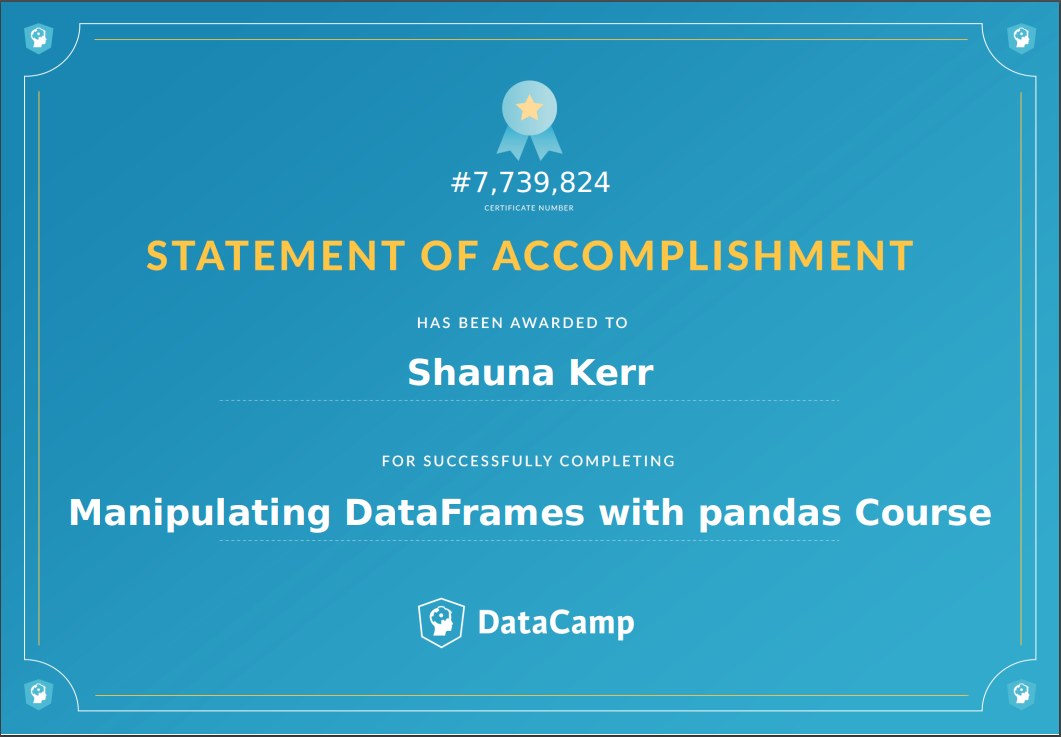 #7,739,824
CERTIFICATE NUMBER
STATEMENT OF ACCOMPLISHMENT
HAS BEEN AWARDED TO
Shauna Kerr
FOR SUCCESSFULLY COMPLETING
Manipulating DataFrames with pandas Course
DataCamp